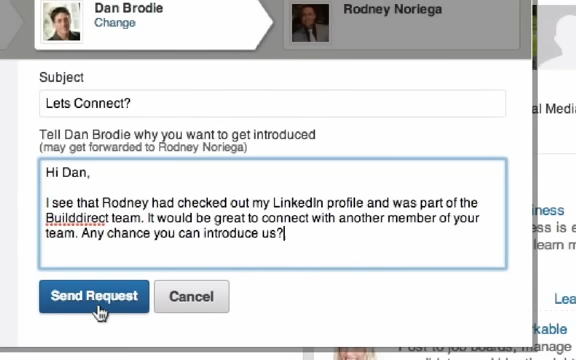 Dan Brodie
Change
Rodney Noriega
Subject
Lets Connect?
Tell Dan Brodie why you want to get introduced
(may get forwarded to Rodney Noriega)
Hi Dan,
I see that Rodney had checked out my LinkedIn profile and was part of the
Builddirect team. It would be great to connect with another member of your
team. Any chance you can introduce us?
Send Request
Cancel
al Media
iness
ess is e
learn m
Lea
rkable
Post to job boards, manage